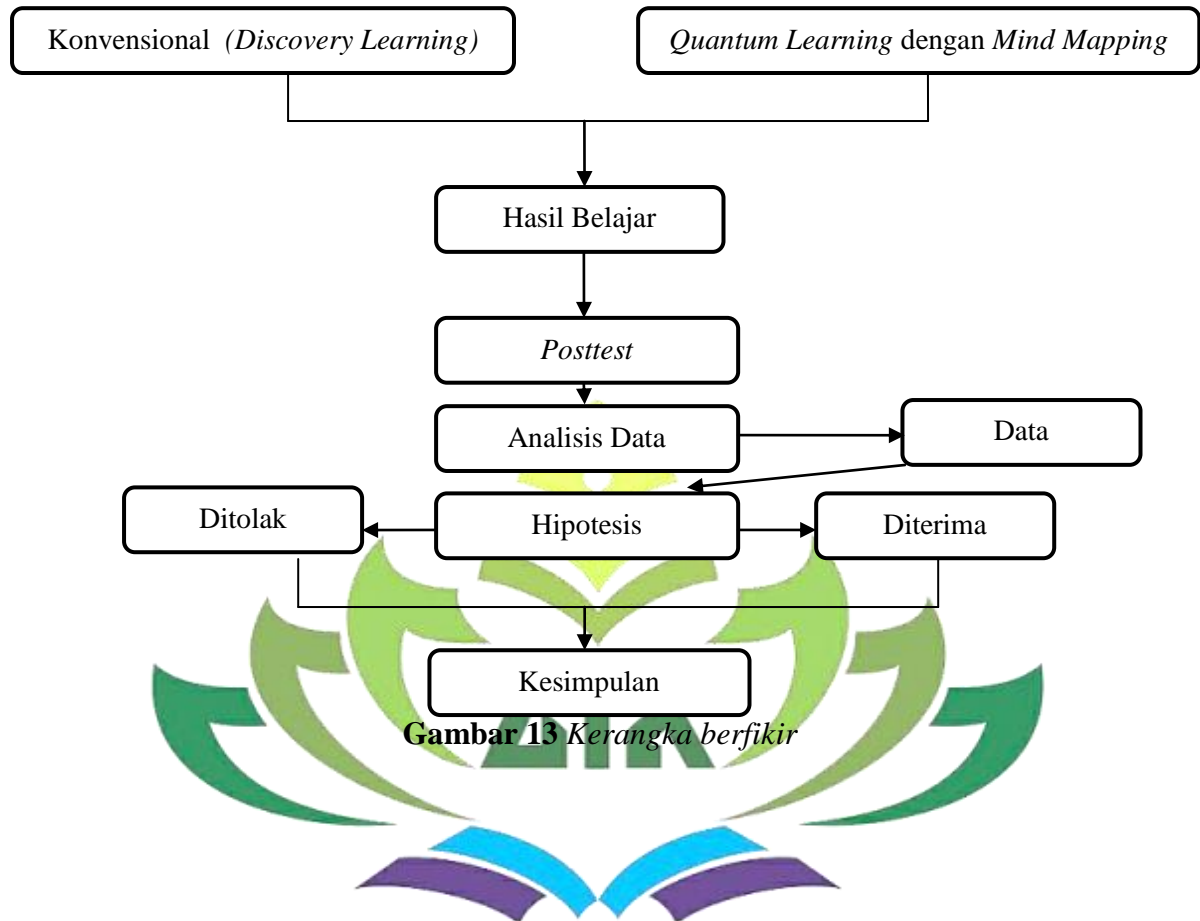 Konvensional (Discovery Learning)
Quantum Learning dengan Mind Mapping
Hasil Belajar
Posttest
Analisis Data
Data
Ditolak
Hipotesis
Diterima
Kesimpulan
Gambar 13 Kerangka berfikir